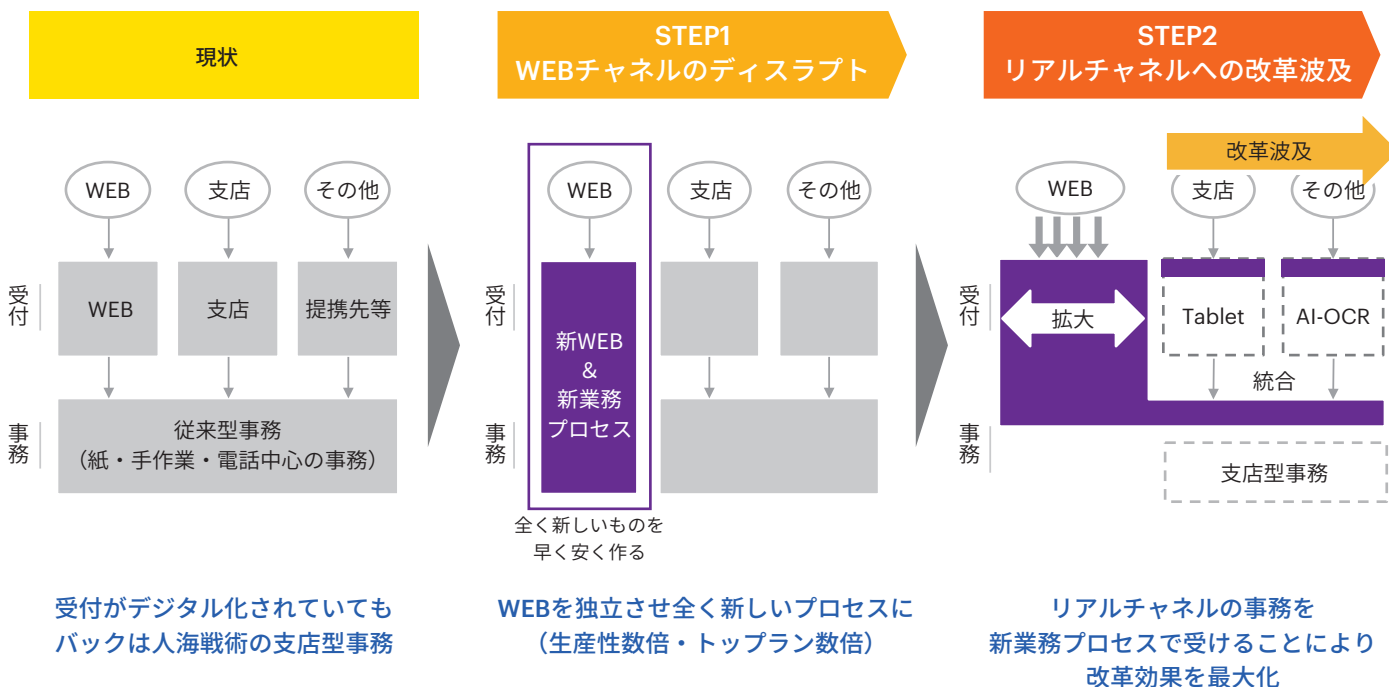 現状
WEB
支店
その他
受付
WEB
支店
提携先等
事務
従来型事務
（紙・手作業・電話中心の事務）
受付がデジタル化されていても
バックは人海戦術の支店型事務
STEP1
WEBチャネルのディスラプト
WEB
支店
その他
受付
事務
新WEB
&
新業務
プロセス
全く新しいものを
早く安く作る
WEBを独立させ全く新しいプロセスに
（生産性数倍・トップラン数倍）
STEP2
リアルチャネルへの改革波及
改革波及
WEB
支店
その他
受付
拡大
Tablet
AI-OCR
統合
事務
支店型事務
リアルチャネルの事務を
新業務プロセスで受けることにより
改革効果を最大化